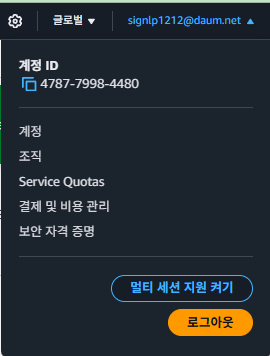 글로벌 ▼ signlp1212@daum.net ▲
계정 ID
4787-7998-4480
계정
조직
Service Quotas
결제 및 비용 관리
보안 자격 증명
멀티 세션 지원 켜기
로그아웃